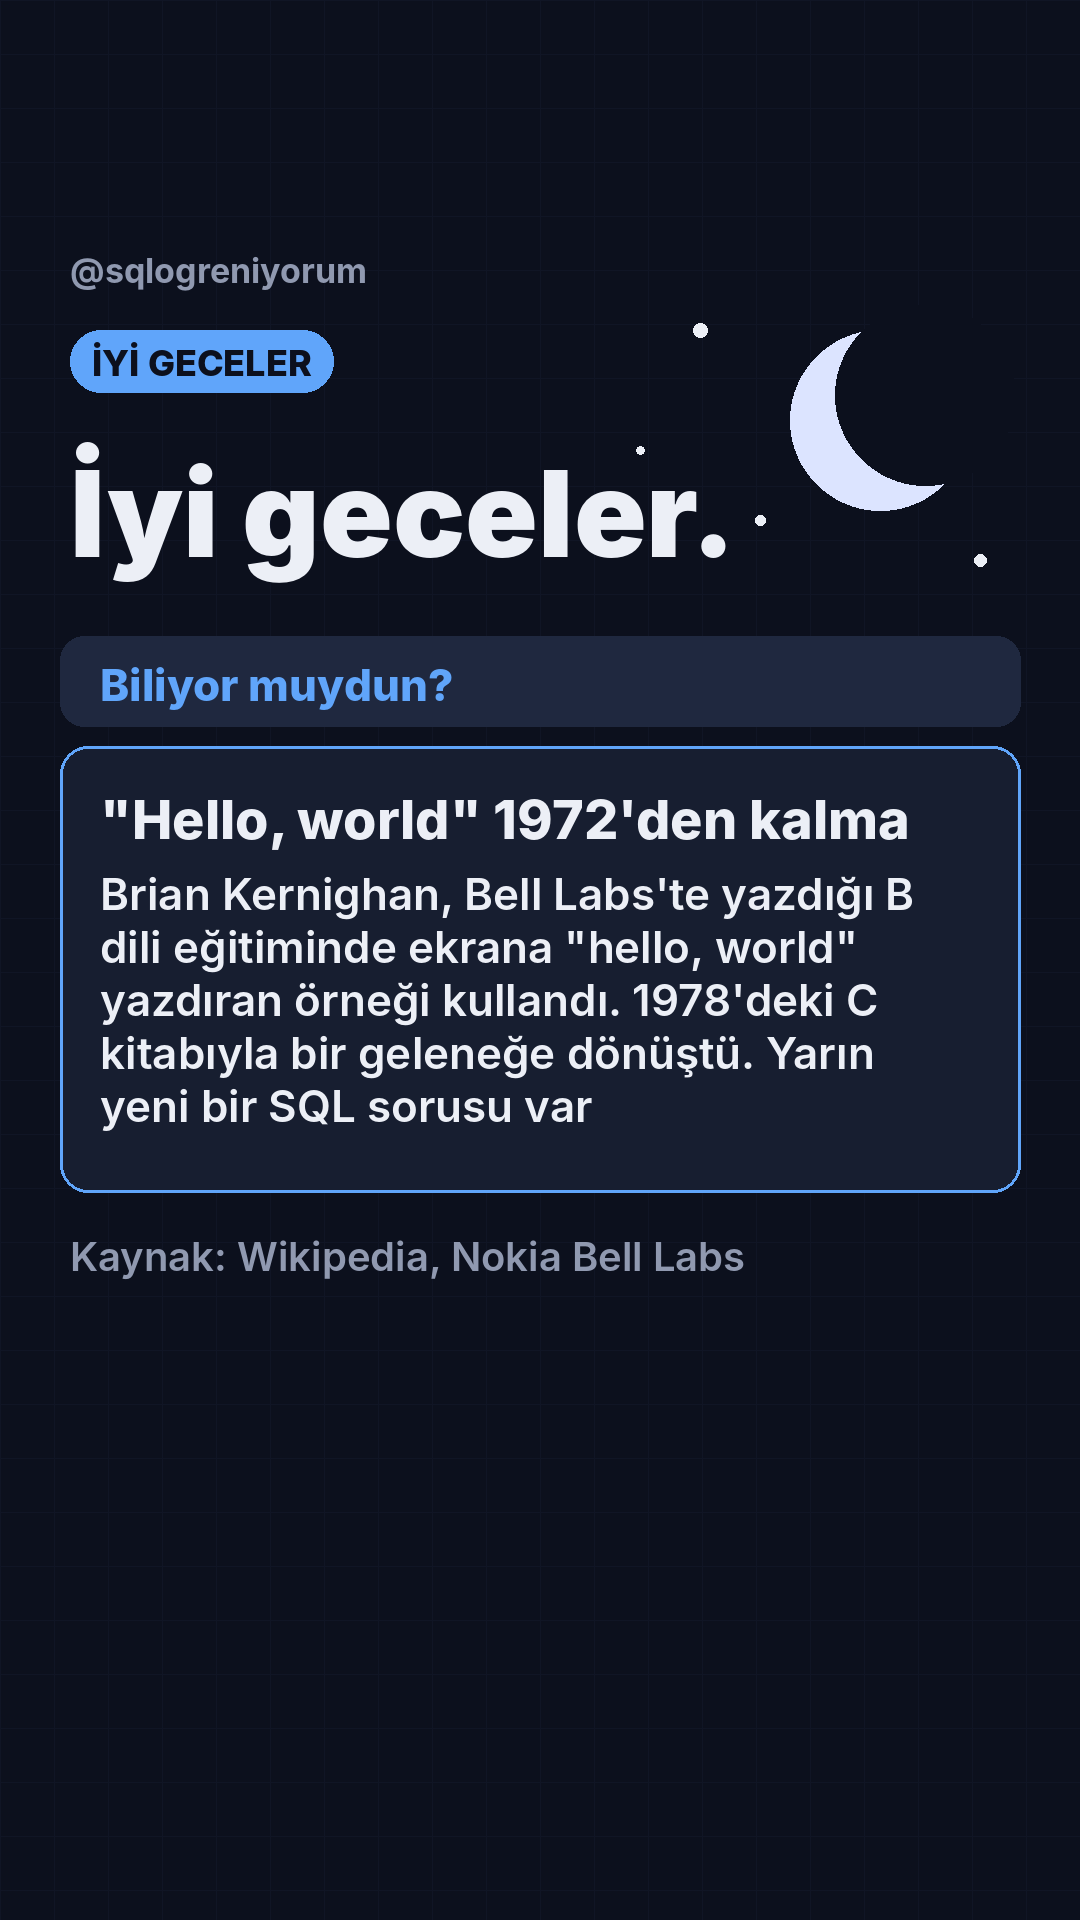 @sqlogreniyorum
İYİ GECELER
İyi geceler.
Biliyor muydun?
"Hello, world" 1972'den kalma
Brian Kernighan, Bell Labs'te yazdığı B
dili eğitiminde ekrana "hello, world"
yazdıran örneği kullandı. 1978'deki C
kitabıyla bir geleneğe dönüştü. Yarın
yeni bir SQL sorusu var
Kaynak: Wikipedia, Nokia Bell Labs